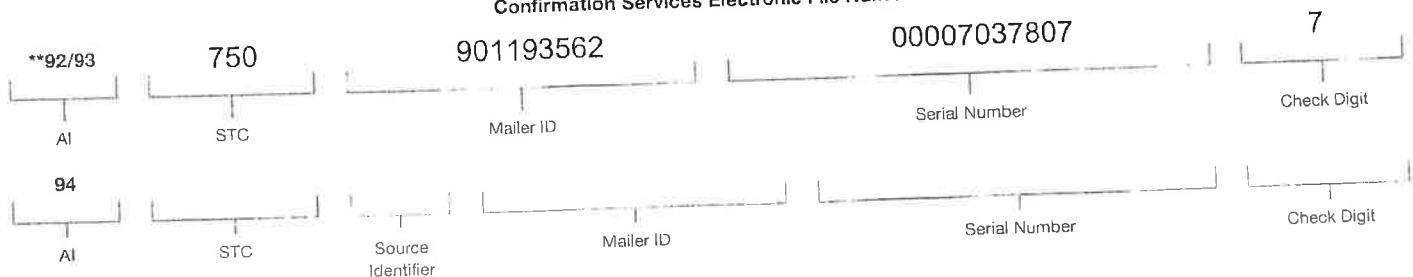 Confirmation Services Electronic File
**92/93 750 901193562 00007037807 7
AI STC Mailer ID Serial Number Check Digit
94
AI STC Source Identifier Mailer ID Serial Number Check Digit